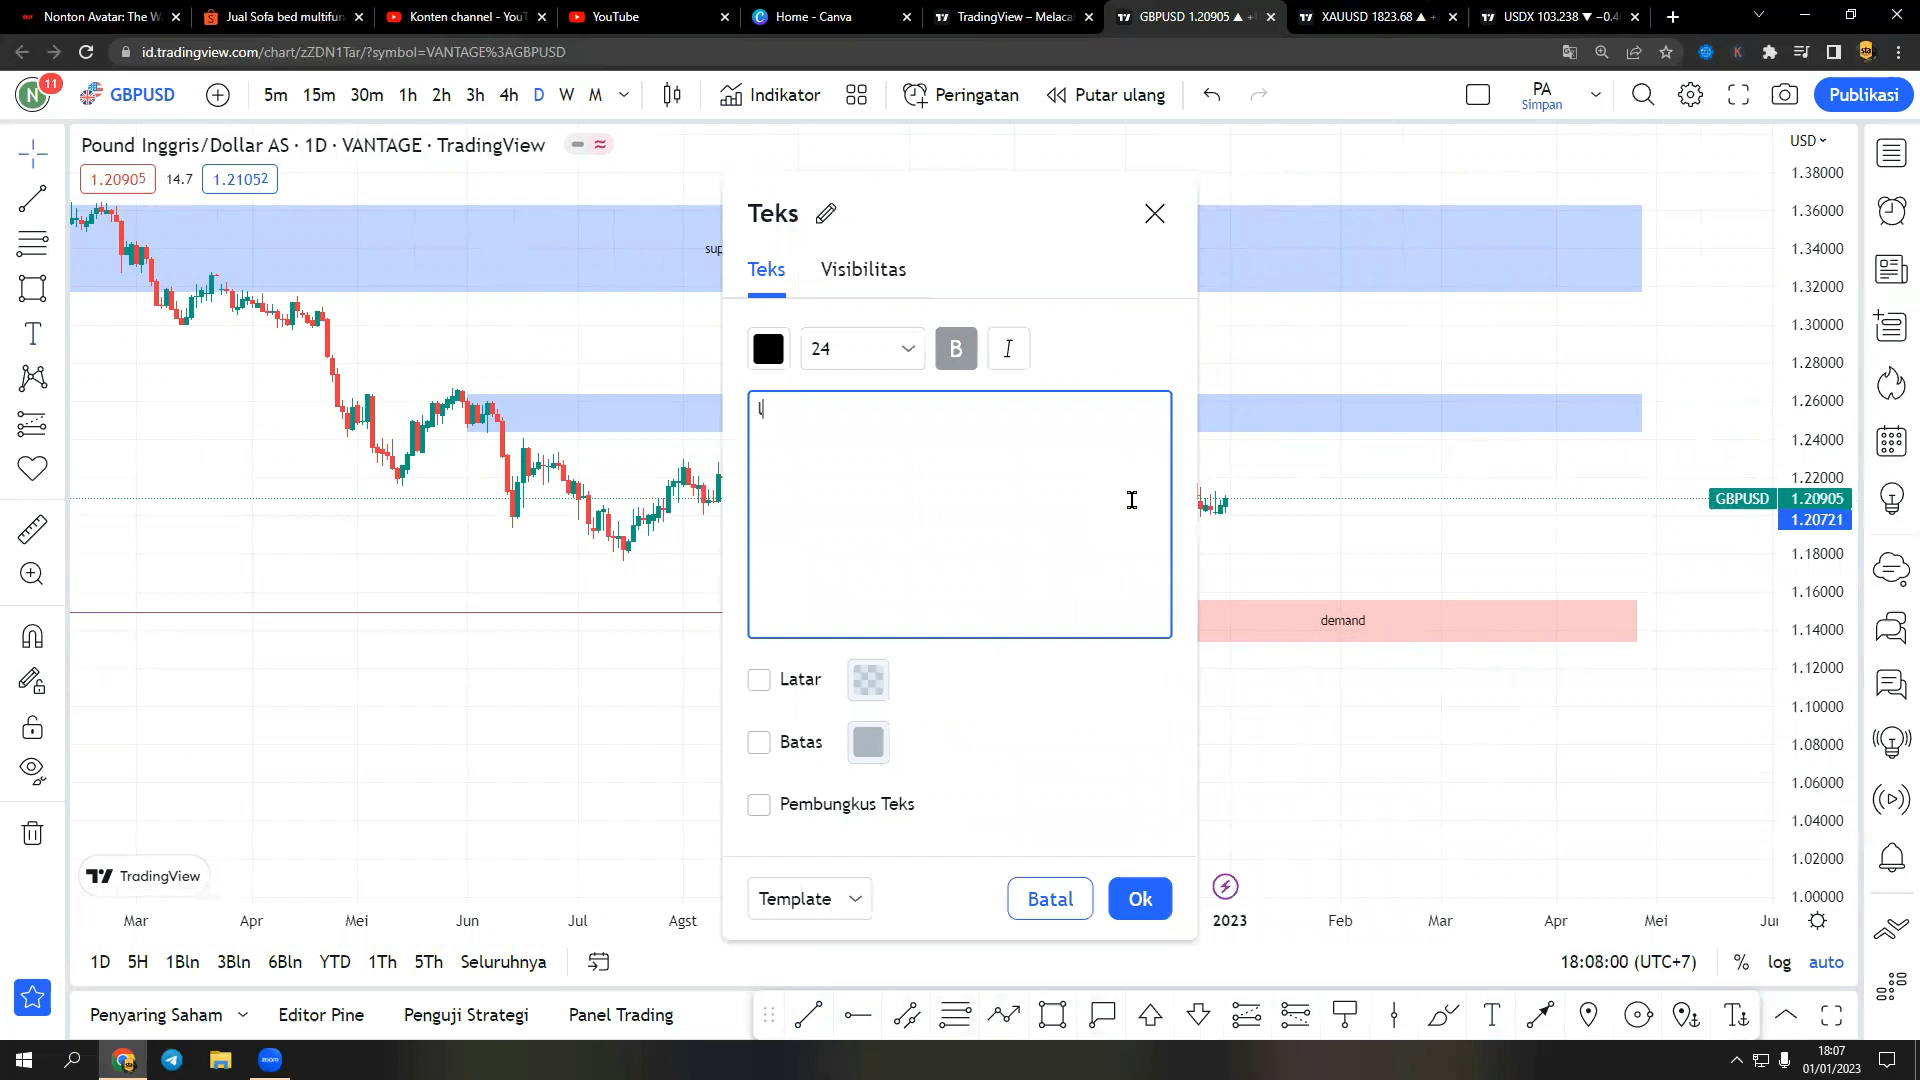 Nonton Avatar: The W
Jual Sofa bed multifun
Konten channel - YouT
YouTube
Home - Canva
TradingView – Melaca
GBPUSD 1.20905 ▲ +
XAUUSD 1823.68 ▲ +
USDX 103.238 ▼ −0.4
id.tradingview.com/chart/zZDN1Tar/?symbol=VANTAGE%3AGBPUSD
N 11 GBPUSD 5m 15m 30m 1h 2h 3h 4h D W M Indikator Peringatan Putar ulang PA Simpan Publikasi
Pound Inggris/Dollar AS · 1D · VANTAGE · TradingView
USD
1.20905 14.7 1.21052
Teks
Teks Visibilitas
24 B I
Latar
Batas
Pembungkus Teks
Template Batal Ok
demand
1.38000
1.36000
1.34000
1.32000
1.30000
1.28000
1.26000
1.24000
1.22000
GBPUSD 1.20905
1.20721
1.18000
1.16000
1.14000
1.12000
1.10000
1.08000
1.06000
1.04000
1.02000
1.00000
TradingView
Mar Apr Mei Jun Jul Agst 2023 Feb Mar Apr Mei Jun
1D 5H 1Bln 3Bln 6Bln YTD 1Th 5Th Seluruhnya 18:08:00 (UTC+7) % log auto
Penyaring Saham Editor Pine Penguji Strategi Panel Trading
zoom
18:07
01/01/2023